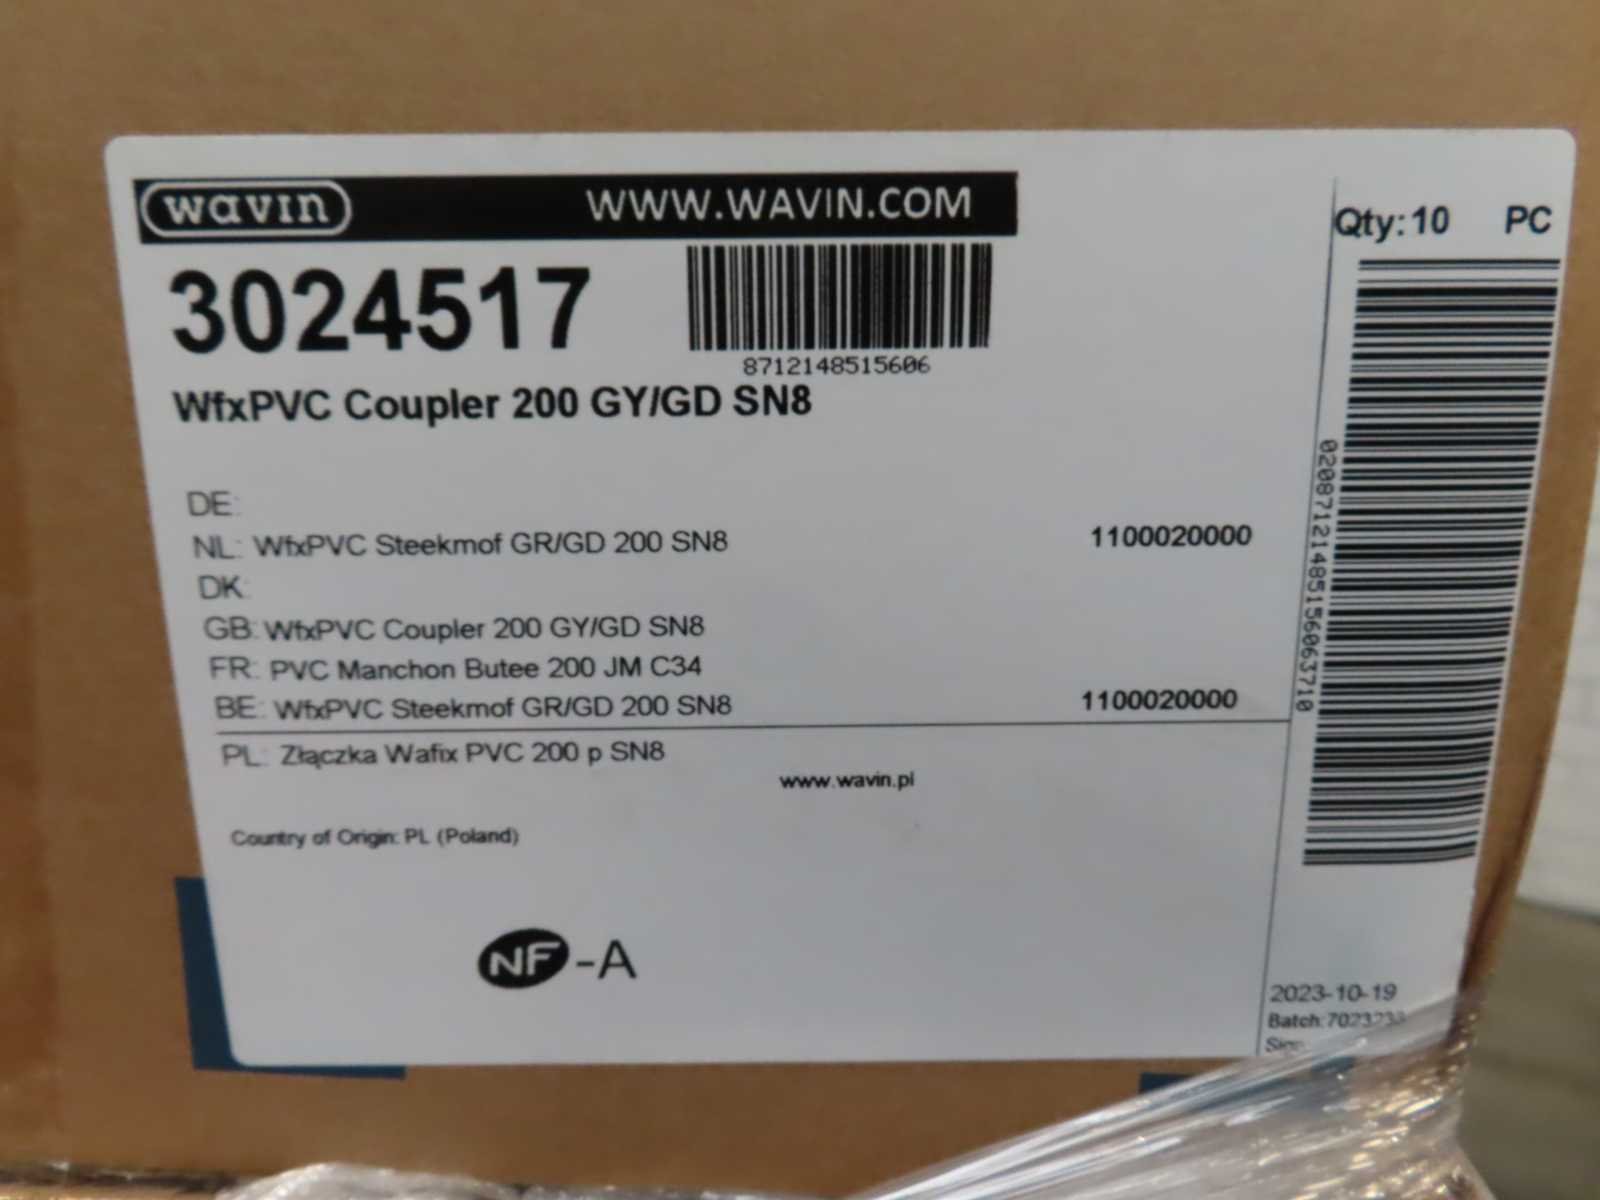 wavin WWW.WAVIN.COM
3024517
8712148515606
WfxPVC Coupler 200 GY/GD SN8
DE:
NL: WfxPVC Steekmof GR/GD 200 SN8 1100020000
DK:
GB: WfxPVC Coupler 200 GY/GD SN8
FR: PVC Manchon Butee 200 JM C34
BE: WfxPVC Steekmof GR/GD 200 SN8 1100020000
PL: Złączka Wafix PVC 200 p SN8
www.wavin.pl
Country of Origin: PL (Poland)
NF-A
Qty: 10 PC
02087121485156063710
2023-10-19
Batch: